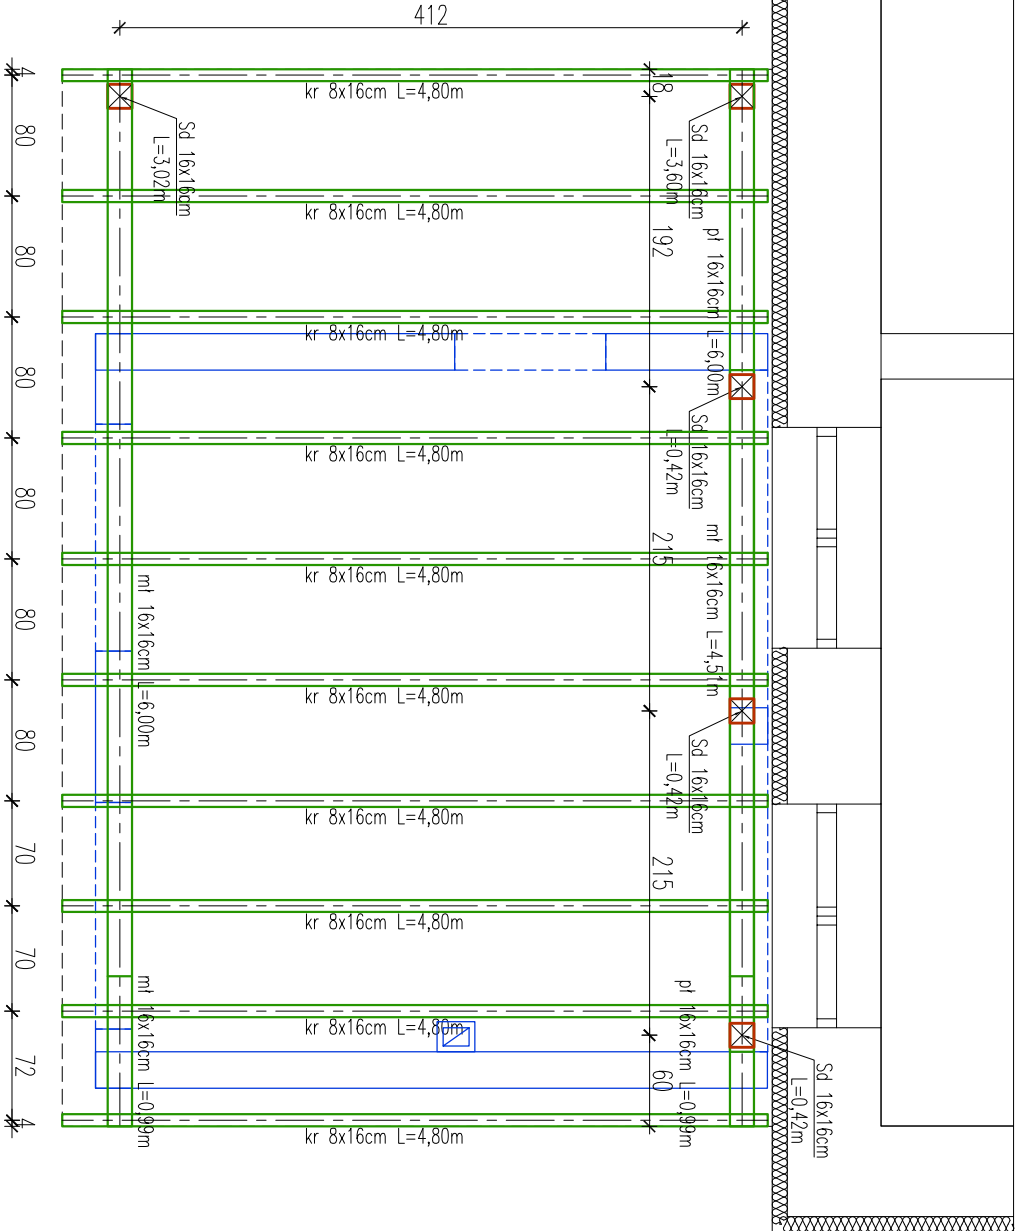 412
4
kr 8x16cm L=4,80m
18
Sd 16x16cm
L=3,02m
Sd 16x16cm
L=3,60m
80
kr 8x16cm L=4,80m
192
pł 16x16cm L=6,00m
80
kr 8x16cm L=4,80m
80
Sd 16x16cm
L=0,42m
kr 8x16cm L=4,80m
80
215
mł 16x16cm L=4,51m
kr 8x16cm L=4,80m
mł 16x16cm L=6,00m
80
kr 8x16cm L=4,80m
80
Sd 16x16cm
L=0,42m
kr 8x16cm L=4,80m
70
215
kr 8x16cm L=4,80m
70
mł 16x16cm L=0,99m
pł 16x16cm L=0,99m
kr 8x16cm L=4,80m
72
60
Sd 16x16cm
L=0,42m
4
kr 8x16cm L=4,80m